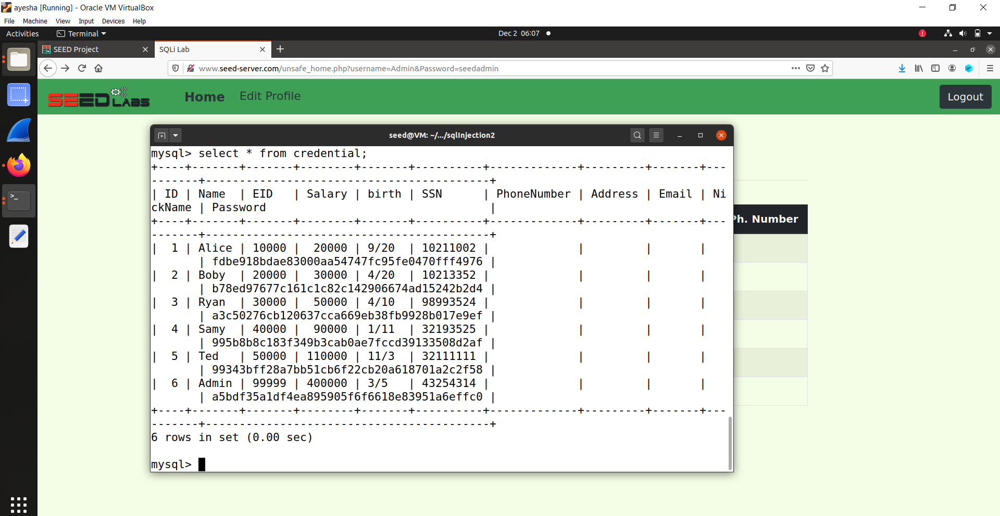 ayesha [Running] - Oracle VM VirtualBox
File Machine View Input Devices Help
Activities Terminal Dec 2 06:07
SEED Project SQLi Lab
www.seed-server.com/unsafe_home.php?username=Admin&Password=seedadmin
SEED LABS Home Edit Profile Logout
seed@VM: ~/.../sqlInjection2
mysql> select * from credential;
+----+-------+-------+--------+-------+----------+-------------+---------+-------+---
-------+------------------------------------------+
| ID | Name  | EID   | Salary | birth | SSN      | PhoneNumber | Address | Email | Ni
ckName | Password                                 |
+----+-------+-------+--------+-------+----------+-------------+---------+-------+---
-------+------------------------------------------+
|  1 | Alice | 10000 |  20000 | 9/20  | 10211002 |             |         |       |
       | fdbe918bdae83000aa54747fc95fe0470fff4976 |
|  2 | Boby  | 20000 |  30000 | 4/20  | 10213352 |             |         |       |
       | b78ed97677c161c1c82c142906674ad15242b2d4 |
|  3 | Ryan  | 30000 |  50000 | 4/10  | 98993524 |             |         |       |
       | a3c50276cb120637cca669eb38fb9928b017e9ef |
|  4 | Samy  | 40000 |  90000 | 1/11  | 32193525 |             |         |       |
       | 995b8b8c183f349b3cab0ae7fccd39133508d2af |
|  5 | Ted   | 50000 | 110000 | 11/3  | 32111111 |             |         |       |
       | 99343bff28a7bb51cb6f22cb20a618701a2c2f58 |
|  6 | Admin | 99999 | 400000 | 3/5   | 43254314 |             |         |       |
       | a5bdf35a1df4ea895905f6f6618e83951a6effc0 |
+----+-------+-------+--------+-------+----------+-------------+---------+-------+---
-------+------------------------------------------+
6 rows in set (0.00 sec)
mysql>
Ph. Number